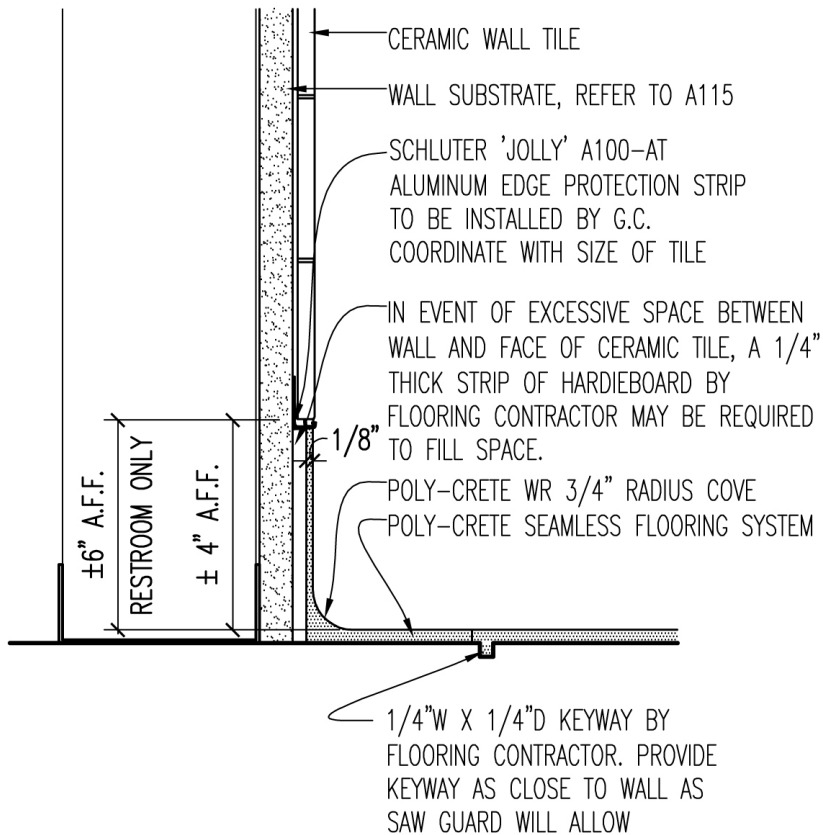 CERAMIC WALL TILE
WALL SUBSTRATE, REFER TO A115
SCHLUTER 'JOLLY' A100-AT
ALUMINUM EDGE PROTECTION STRIP
TO BE INSTALLED BY G.C.
COORDINATE WITH SIZE OF TILE
IN EVENT OF EXCESSIVE SPACE BETWEEN
WALL AND FACE OF CERAMIC TILE, A 1/4"
THICK STRIP OF HARDIEBOARD BY
FLOORING CONTRACTOR MAY BE REQUIRED
TO FILL SPACE.
1/8"
±6" A.F.F.
RESTROOM ONLY
± 4" A.F.F.
POLY-CRETE WR 3/4" RADIUS COVE
POLY-CRETE SEAMLESS FLOORING SYSTEM
1/4"W X 1/4"D KEYWAY BY
FLOORING CONTRACTOR. PROVIDE
KEYWAY AS CLOSE TO WALL AS
SAW GUARD WILL ALLOW